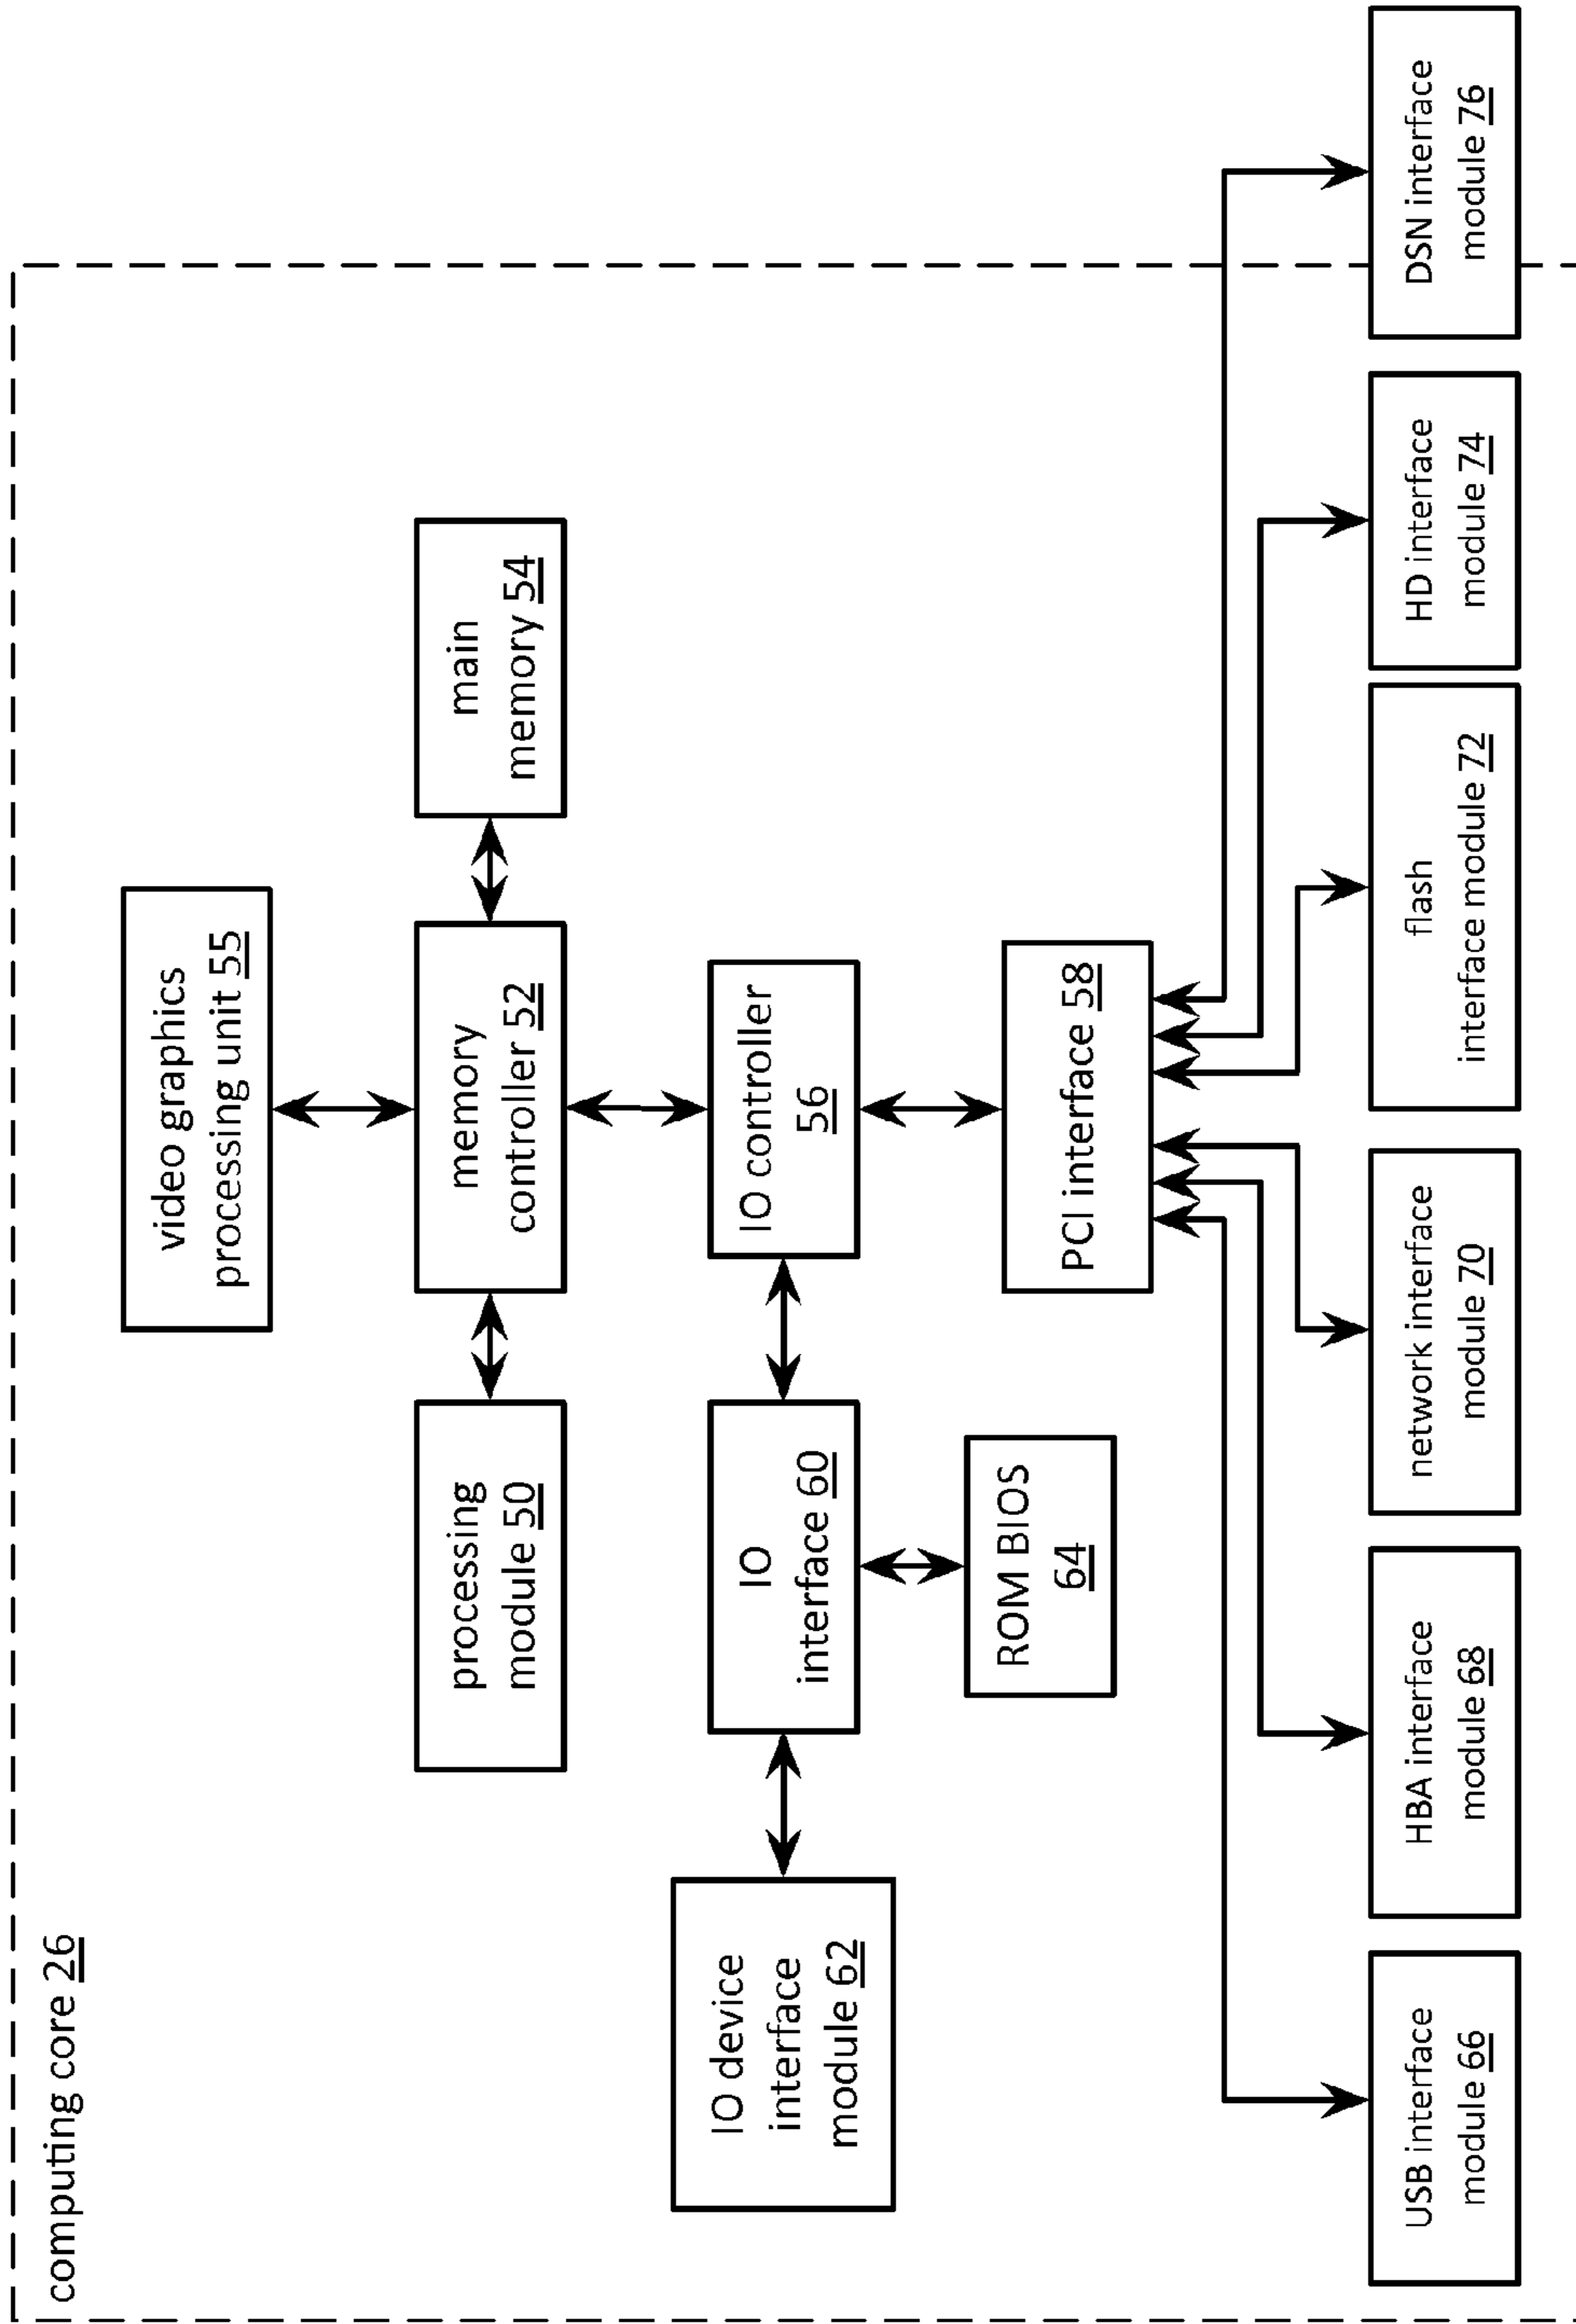 computing core 26
video graphics
processing unit 55
processing
module 50
memory
controller 52
main
memory 54
IO device
interface
module 62
IO
interface 60
IO controller
56
ROM BIOS
64
PCI interface 58
USB interface
module 66
HBA interface
module 68
network interface
module 70
flash
interface module 72
HD interface
module 74
DSN interface
module 76